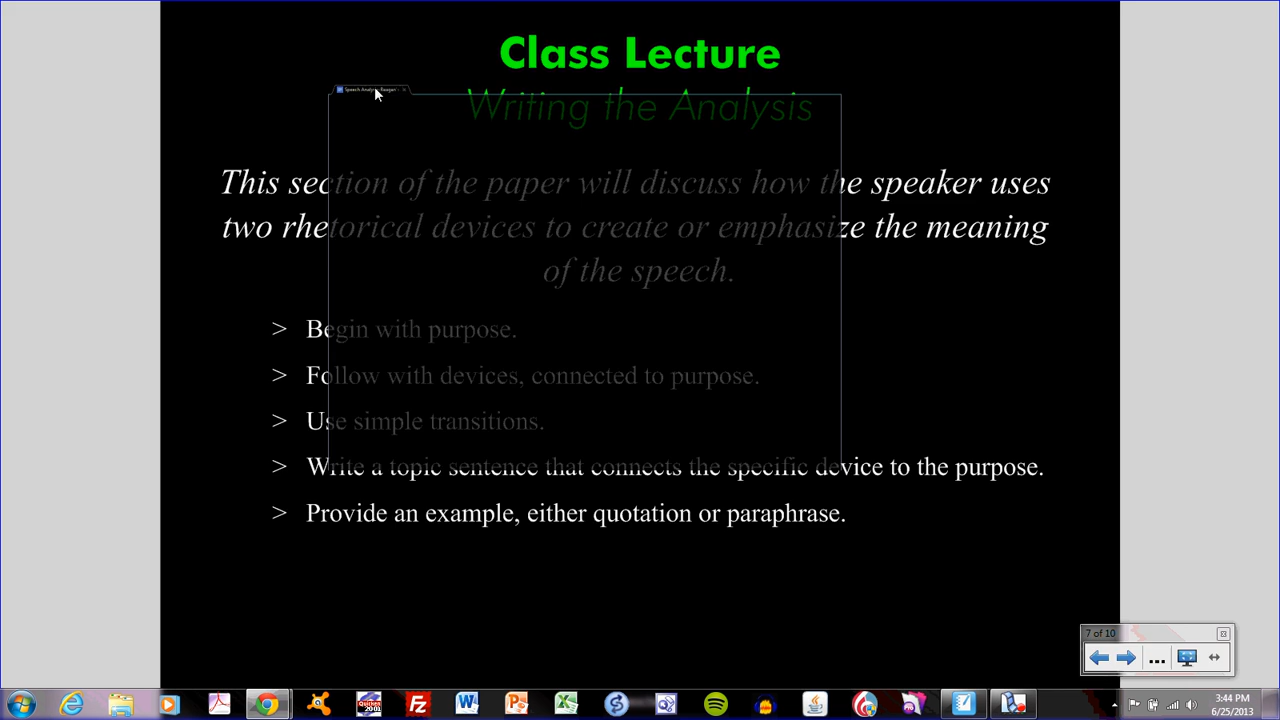 Class Lecture
Speech Analysis - Reagan
Writing the Analysis
This section of the paper will discuss how the speaker uses
two rhetorical devices to create or emphasize the meaning
of the speech.
> Begin with purpose.
> Follow with devices, connected to purpose.
> Use simple transitions.
> Write a topic sentence that connects the specific device to the purpose.
> Provide an example, either quotation or paraphrase.
7 of 10
...
3:44 PM
6/25/2013